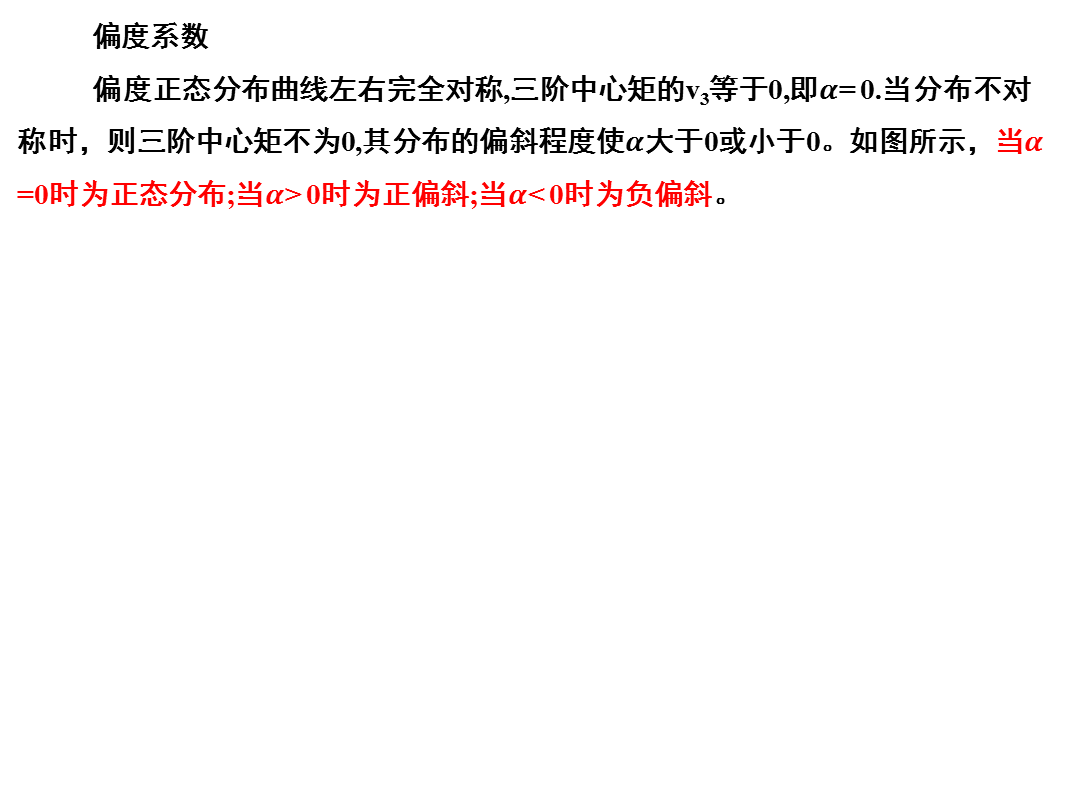 偏度系数
偏度正态分布曲线左右完全对称,三阶中心矩的v₃等于0,即α=0.当分布不对
称时，则三阶中心矩不为0,其分布的偏斜程度使α大于0或小于0。如图所示，当α
=0时为正态分布;当α>0时为正偏斜;当α<0时为负偏斜。